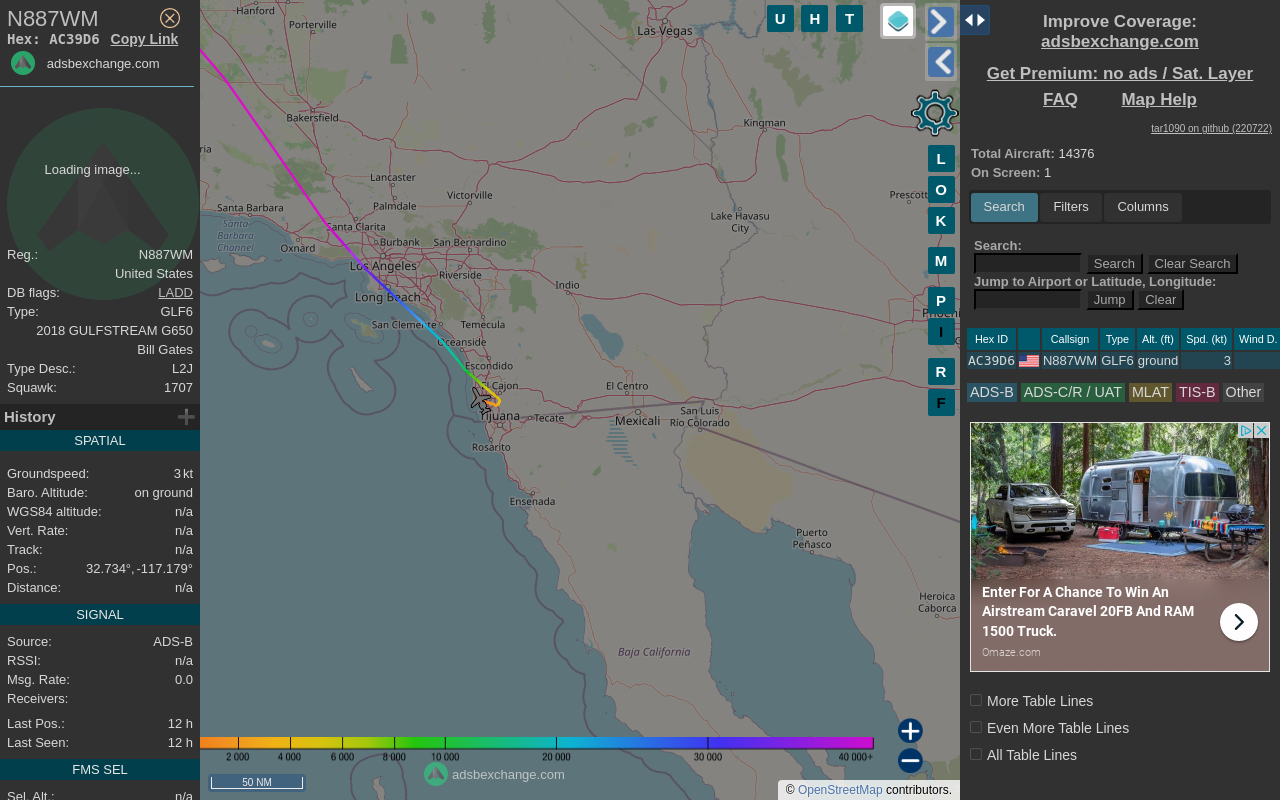 N887WM
Hex: AC39D6 Copy Link
adsbexchange.com
Loading image...
Reg.: N887WM
United States
DB flags: LADD
Type: GLF6
2018 GULFSTREAM G650
Bill Gates
Type Desc.: L2J
Squawk: 1707
History
SPATIAL
Groundspeed: 3 kt
Baro. Altitude: on ground
WGS84 altitude: n/a
Vert. Rate: n/a
Track: n/a
Pos.: 32.734°, -117.179°
Distance: n/a
SIGNAL
Source: ADS-B
RSSI: n/a
Msg. Rate: 0.0
Receivers:
Last Pos.: 12 h
Last Seen: 12 h
FMS SEL
Sel. Alt.: n/a
Hanford
Porterville
Las Vegas
Bakersfield
Kingman
ria
Lancaster
Palmdale
Victorville
Prescott
Santa Barbara
Santa Clarita
Lake Havasu
City
Santa
Barbara
Channel
Oxnard
Burbank
San Bernardino
Los Angeles
Riverside
Indio
Long Beach
San Clemente
Temecula
Oceanside
Escondido
El Cajon
El Centro
Tijuana
Tecate
Mexicali
San Luis
Río Colorado
Rosarito
Ensenada
Puerto
Peñasco
Heroica
Caborca
Baja California
U H T
L
O
K
M
P
I
R
F
2 000 4 000 6 000 8 000 10 000 20 000 30 000 40 000+
50 NM
adsbexchange.com
© OpenStreetMap contributors.
Improve Coverage:
adsbexchange.com
Get Premium: no ads / Sat. Layer
FAQ Map Help
tar1090 on github (220722)
Total Aircraft: 14376
On Screen: 1
Search Filters Columns
Search:
Search Clear Search
Jump to Airport or Latitude, Longitude:
Jump Clear
Hex ID Callsign Type Alt. (ft) Spd. (kt) Wind D.
AC39D6 N887WM GLF6 ground 3
ADS-B ADS-C/R / UAT MLAT TIS-B Other
Enter For A Chance To Win An
Airstream Caravel 20FB And RAM
1500 Truck.
Omaze.com
More Table Lines
Even More Table Lines
All Table Lines